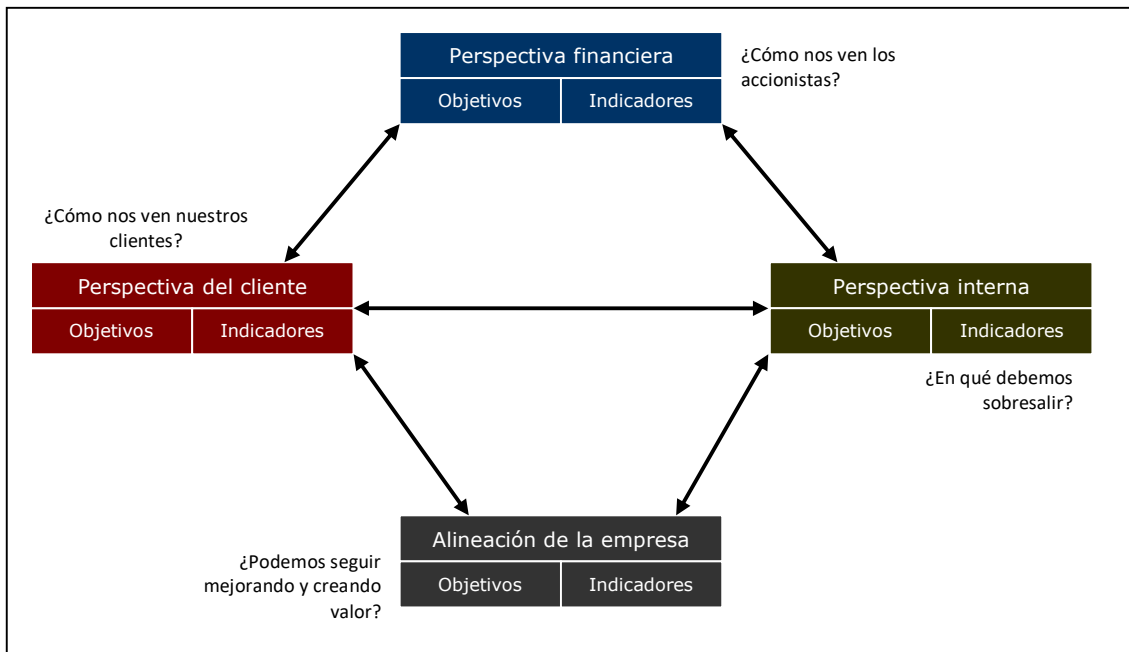 Perspectiva financiera
Objetivos
Indicadores
¿Cómo nos ven los
accionistas?
¿Cómo nos ven nuestros
clientes?
Perspectiva del cliente
Objetivos
Indicadores
Perspectiva interna
Objetivos
Indicadores
¿En qué debemos
sobresalir?
Alineación de la empresa
Objetivos
Indicadores
¿Podemos seguir
mejorando y creando
valor?